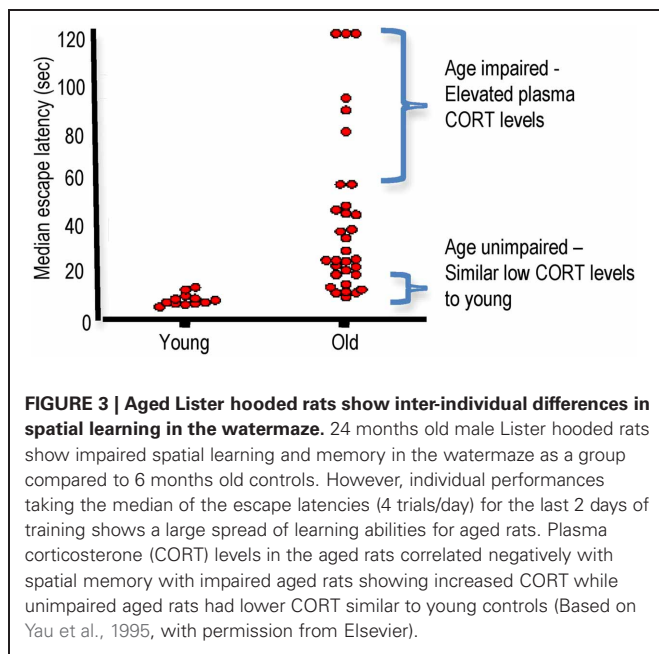 120
100
80
60
40
20
0
Median escape latency (sec)
Young
Old
Age impaired -
Elevated plasma
CORT levels
Age unimpaired –
Similar low CORT levels
to young
FIGURE 3 | Aged Lister hooded rats show inter-individual differences in
spatial learning in the watermaze. 24 months old male Lister hooded rats
show impaired spatial learning and memory in the watermaze as a group
compared to 6 months old controls. However, individual performances
taking the median of the escape latencies (4 trials/day) for the last 2 days of
training shows a large spread of learning abilities for aged rats. Plasma
corticosterone (CORT) levels in the aged rats correlated negatively with
spatial memory with impaired aged rats showing increased CORT while
unimpaired aged rats had lower CORT similar to young controls (Based on
Yau et al., 1995, with permission from Elsevier).